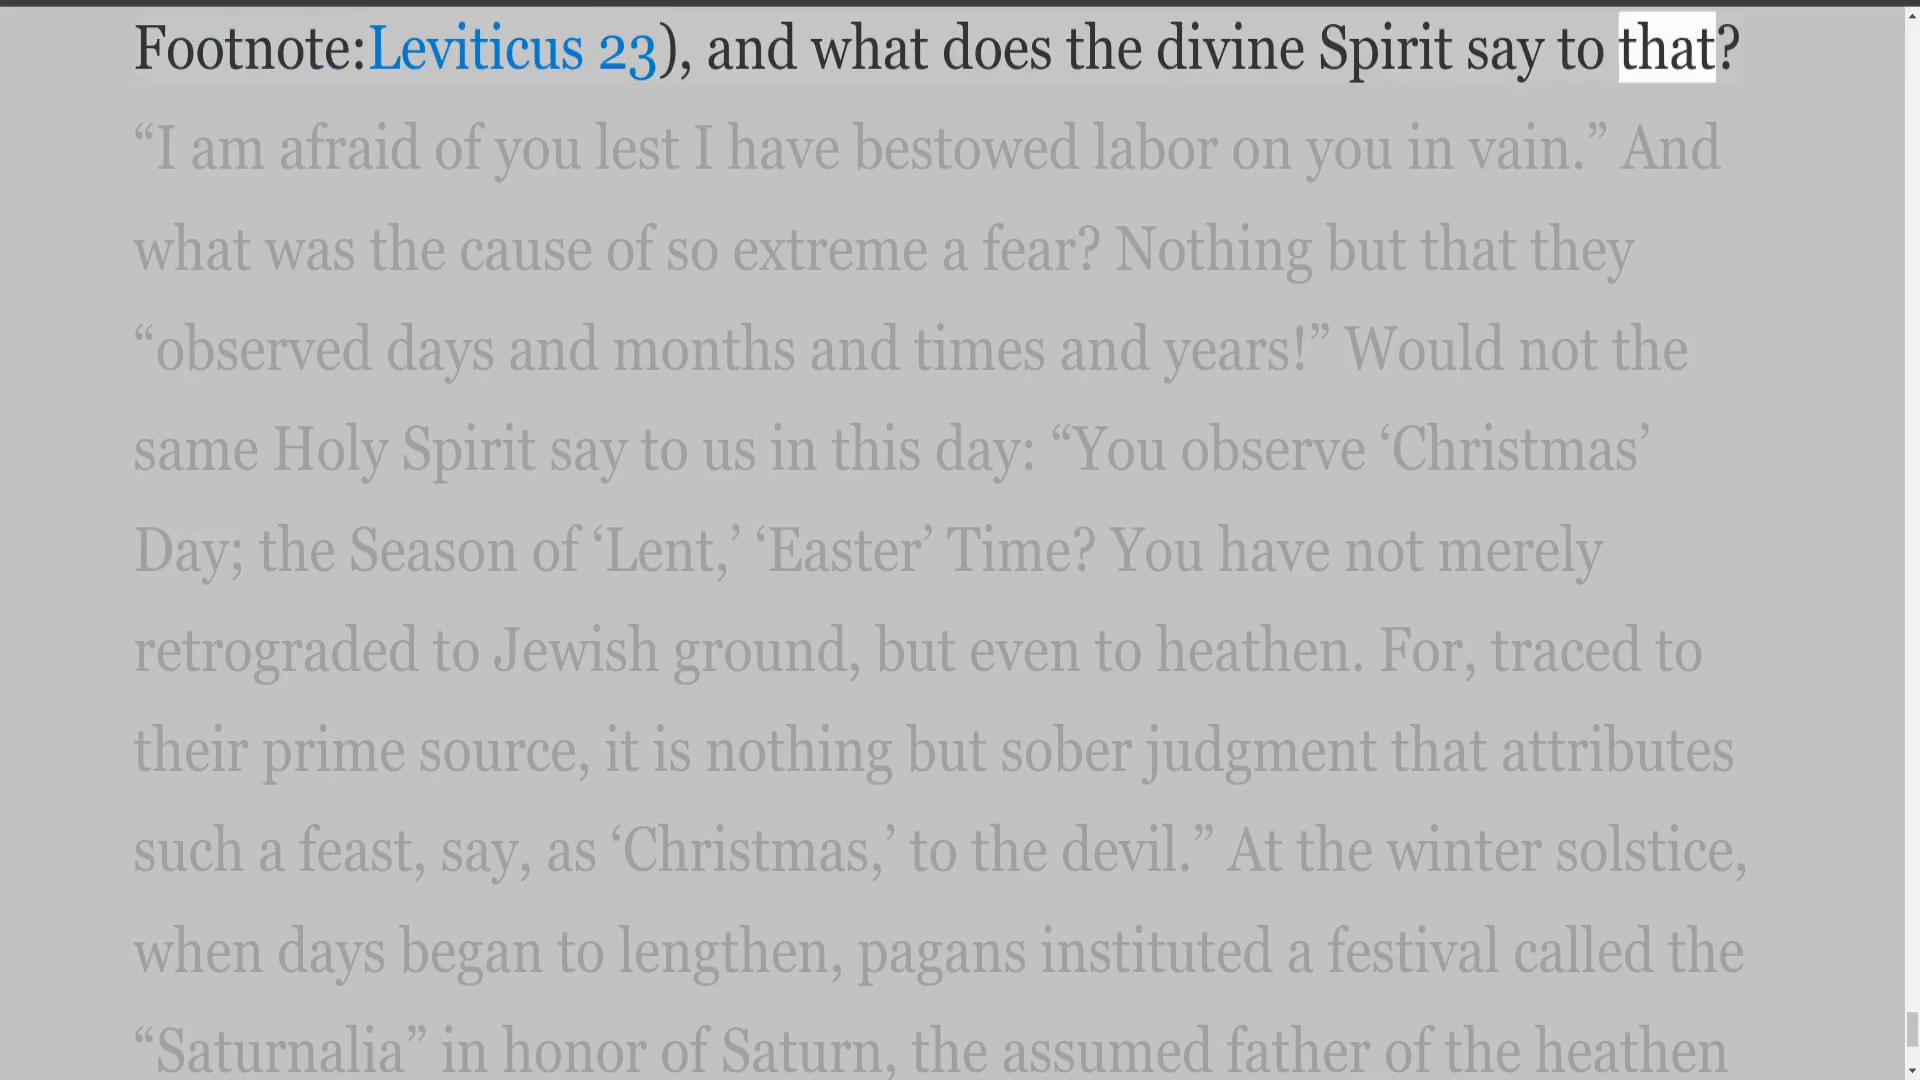 Footnote:Leviticus 23), and what does the divine Spirit say to that?
“I am afraid of you lest I have bestowed labor on you in vain.” And
what was the cause of so extreme a fear? Nothing but that they
“observed days and months and times and years!” Would not the
same Holy Spirit say to us in this day: “You observe ‘Christmas’
Day; the Season of ‘Lent,’ ‘Easter’ Time? You have not merely
retrograded to Jewish ground, but even to heathen. For, traced to
their prime source, it is nothing but sober judgment that attributes
such a feast, say, as ‘Christmas,’ to the devil.” At the winter solstice,
when days began to lengthen, pagans instituted a festival called the
“Saturnalia” in honor of Saturn, the assumed father of the heathen